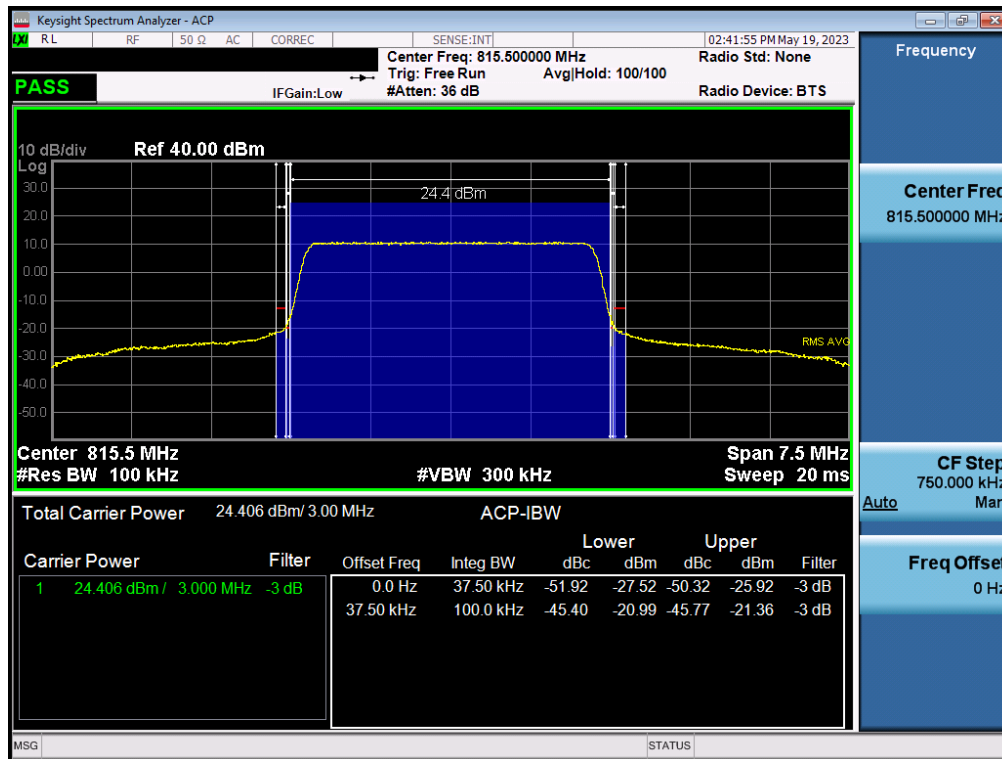 Keysight Spectrum Analyzer - ACP
LXI RL RF 50 Ω AC CORREC SENSE:INT 02:41:55 PM May 19, 2023
Center Freq: 815.500000 MHz Radio Std: None
Trig: Free Run Avg|Hold: 100/100
PASS IFGain:Low #Atten: 36 dB Radio Device: BTS
10 dB/div Ref 40.00 dBm
Log
30.0
24.4 dBm
20.0
10.0
0.00
-10.0
-20.0
RMS AVG
-30.0
-40.0
-50.0
Center 815.5 MHz Span 7.5 MHz
#Res BW 100 kHz #VBW 300 kHz Sweep 20 ms
Total Carrier Power 24.406 dBm/ 3.00 MHz ACP-IBW
Lower Upper
Carrier Power Filter Offset Freq Integ BW dBc dBm dBc dBm Filter
1 24.406 dBm / 3.000 MHz -3 dB 0.0 Hz 37.50 kHz -51.92 -27.52 -50.32 -25.92 -3 dB
37.50 kHz 100.0 kHz -45.40 -20.99 -45.77 -21.36 -3 dB
MSG STATUS
Frequency
Center Freq
815.500000 MHz
CF Step
750.000 kHz
Auto Man
Freq Offset
0 Hz